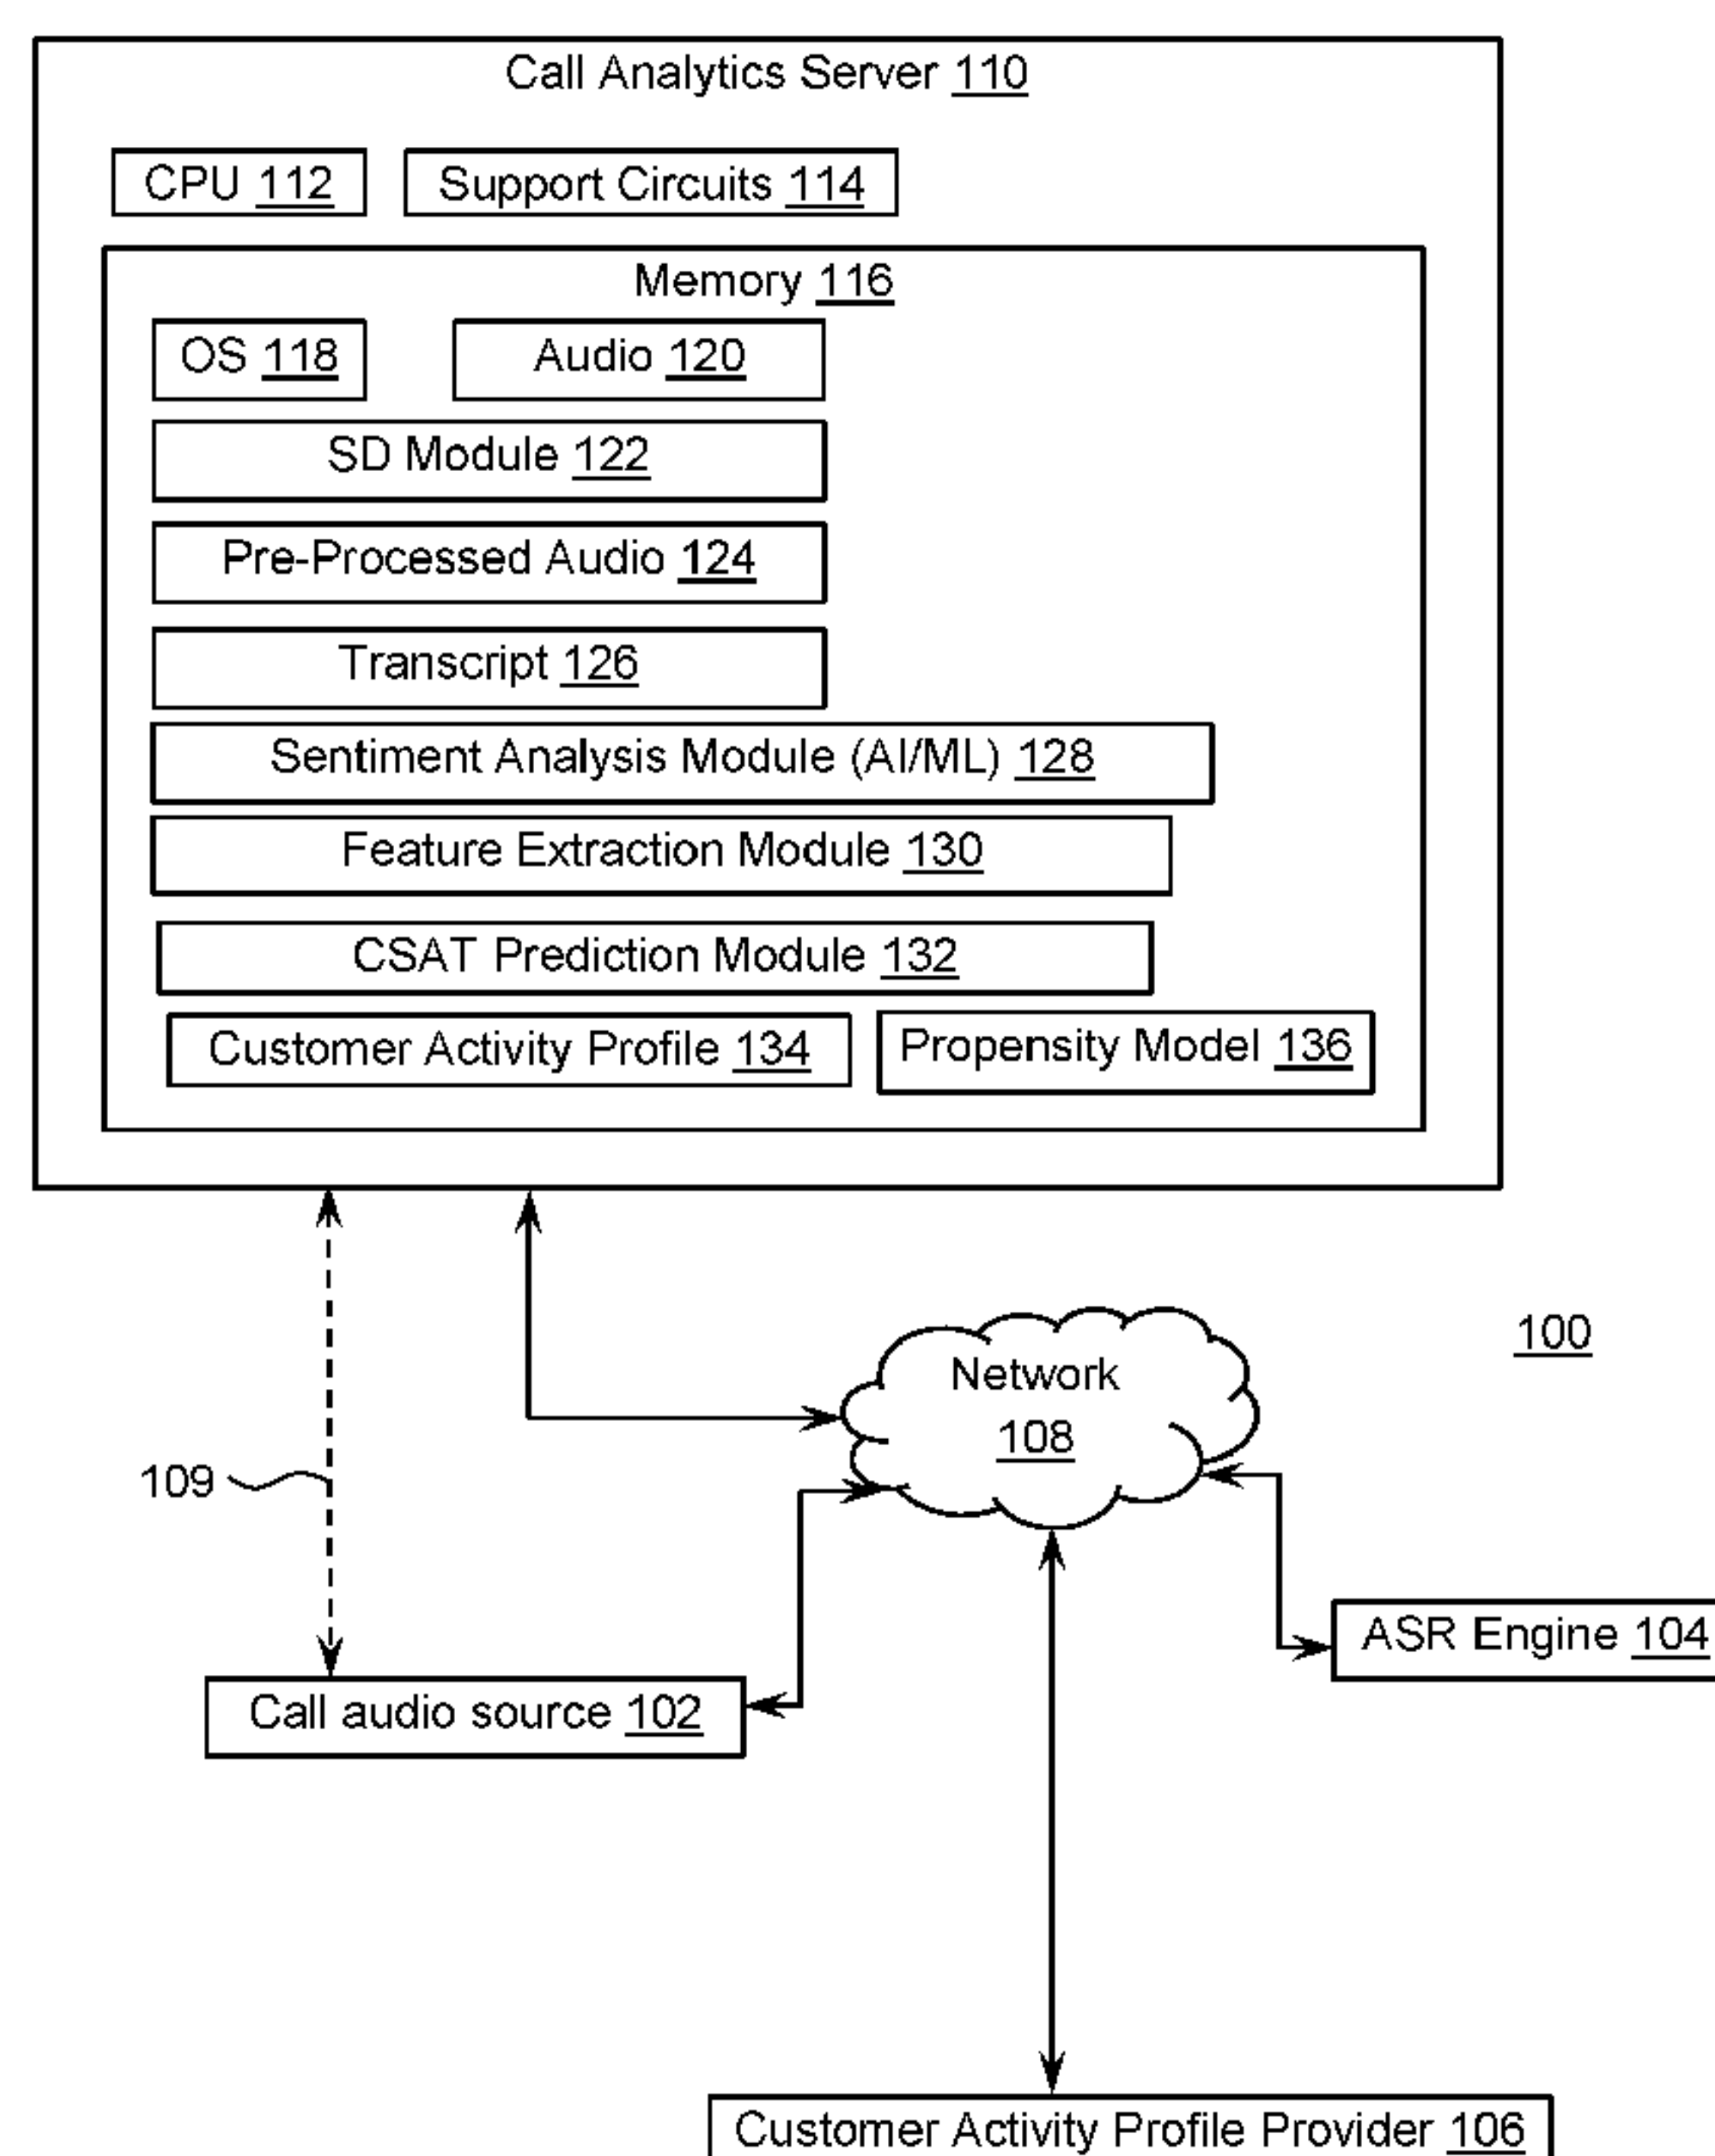 Call Analytics Server 110
CPU 112
Support Circuits 114
Memory 116
OS 118
Audio 120
SD Module 122
Pre-Processed Audio 124
Transcript 126
Sentiment Analysis Module (AI/ML) 128
Feature Extraction Module 130
CSAT Prediction Module 132
Customer Activity Profile 134
Propensity Model 136
100
Network
108
109
ASR Engine 104
Call audio source 102
Customer Activity Profile Provider 106